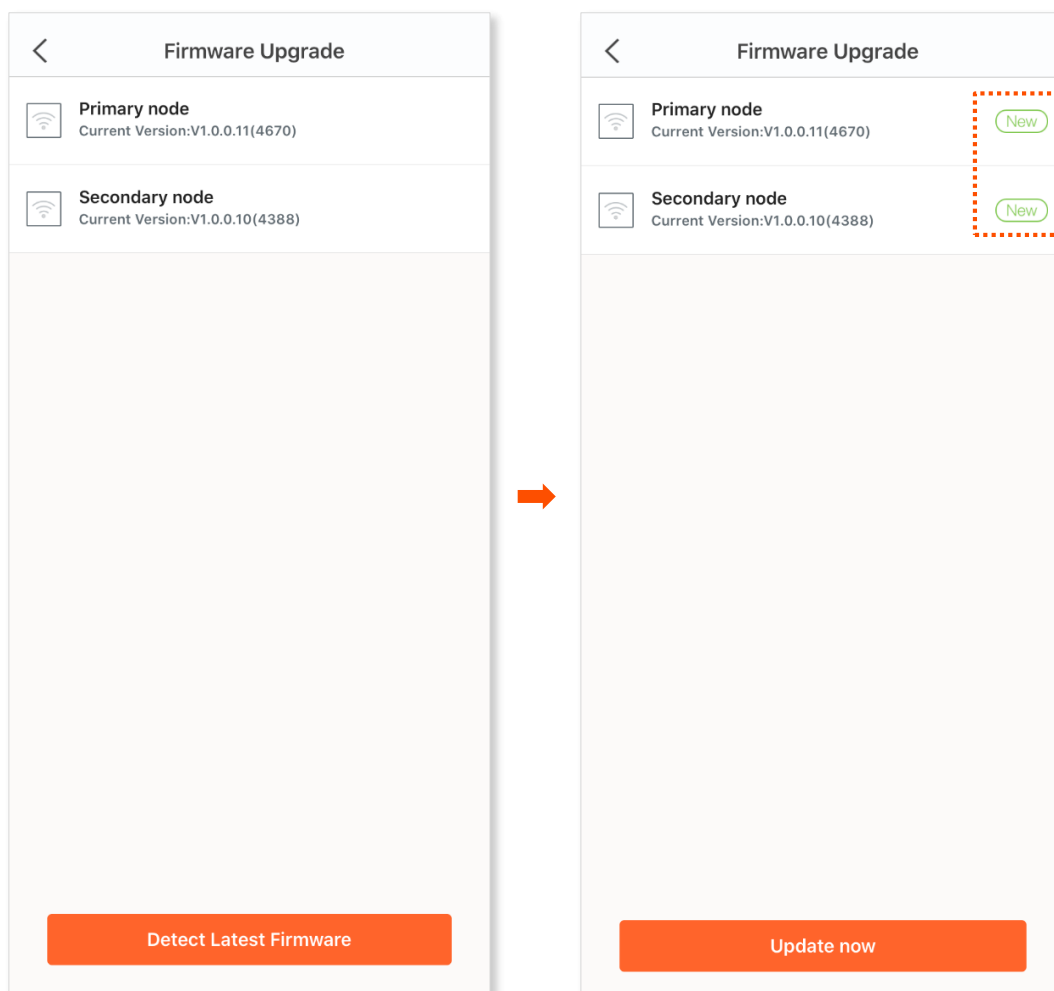 Firmware Upgrade
Primary node
Current Version:V1.0.0.11(4670)
Secondary node
Current Version:V1.0.0.10(4388)
Detect Latest Firmware
Firmware Upgrade
Primary node
Current Version:V1.0.0.11(4670)
New
Secondary node
Current Version:V1.0.0.10(4388)
New
Update now